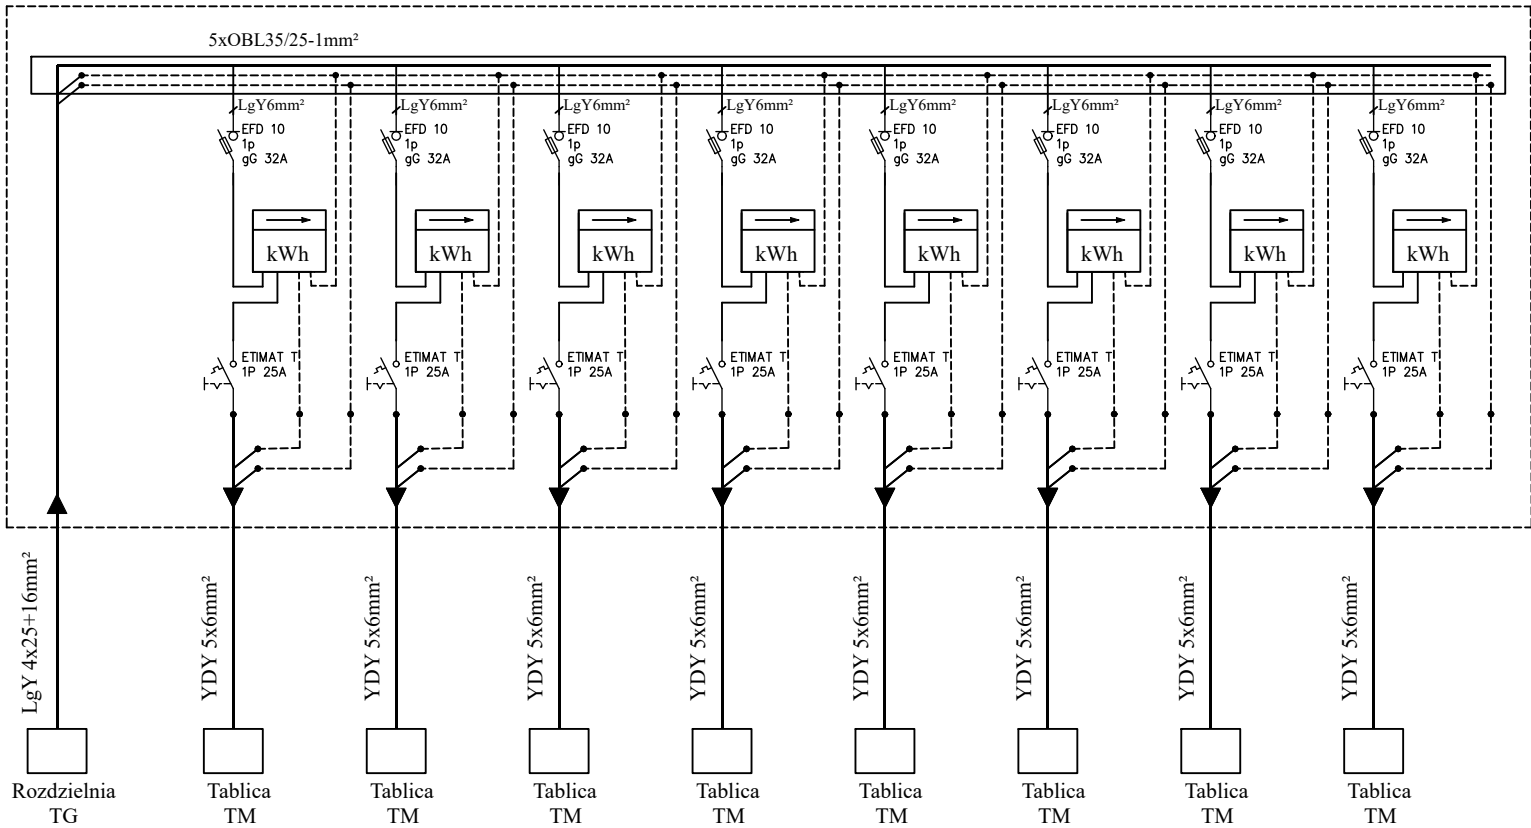 5xOBL35/25-1mm²
LgY6mm²
LgY6mm²
LgY6mm²
LgY6mm²
LgY6mm²
LgY6mm²
LgY6mm²
LgY6mm²
EFD 10
1p
gG 32A
EFD 10
1p
gG 32A
EFD 10
1p
gG 32A
EFD 10
1p
gG 32A
EFD 10
1p
gG 32A
EFD 10
1p
gG 32A
EFD 10
1p
gG 32A
EFD 10
1p
gG 32A
kWh
kWh
kWh
kWh
kWh
kWh
kWh
kWh
ETIMAT T
1P 25A
ETIMAT T
1P 25A
ETIMAT T
1P 25A
ETIMAT T
1P 25A
ETIMAT T
1P 25A
ETIMAT T
1P 25A
ETIMAT T
1P 25A
ETIMAT T
1P 25A
LgY 4x25+16mm²
YDY 5x6mm²
YDY 5x6mm²
YDY 5x6mm²
YDY 5x6mm²
YDY 5x6mm²
YDY 5x6mm²
YDY 5x6mm²
YDY 5x6mm²
Rozdzielnia
TG
Tablica
TM
Tablica
TM
Tablica
TM
Tablica
TM
Tablica
TM
Tablica
TM
Tablica
TM
Tablica
TM